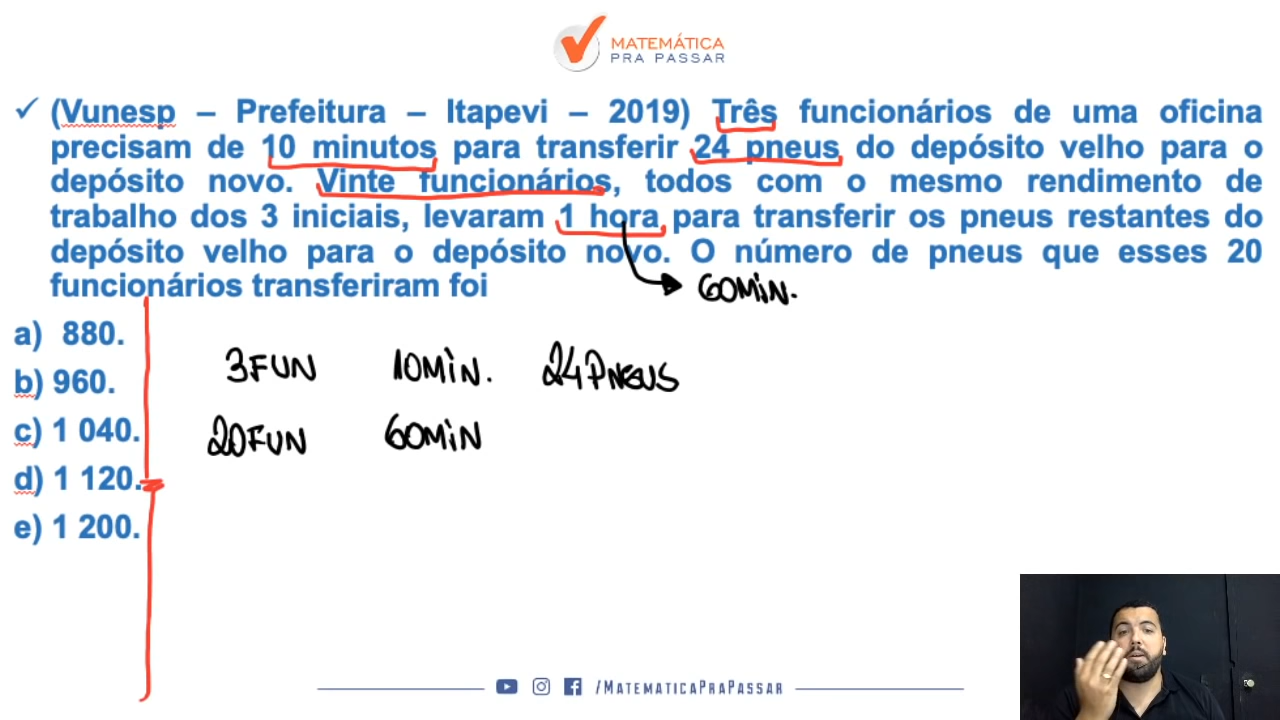 MATEMÁTICA
PRA PASSAR
✓ (Vunesp – Prefeitura – Itapevi – 2019) Três funcionários de uma oficina
precisam de 10 minutos para transferir 24 pneus do depósito velho para o
depósito novo. Vinte funcionários, todos com o mesmo rendimento de
trabalho dos 3 iniciais, levaram 1 hora para transferir os pneus restantes do
depósito velho para o depósito novo. O número de pneus que esses 20
funcionários transferiram foi
60MiN.
a) 880.
b) 960.
c) 1 040.
d) 1 120.
e) 1 200.
3FUN 10MiN. 24PNEUS
20FUN 60MiN
/MATEMATICAPRAPASSAR